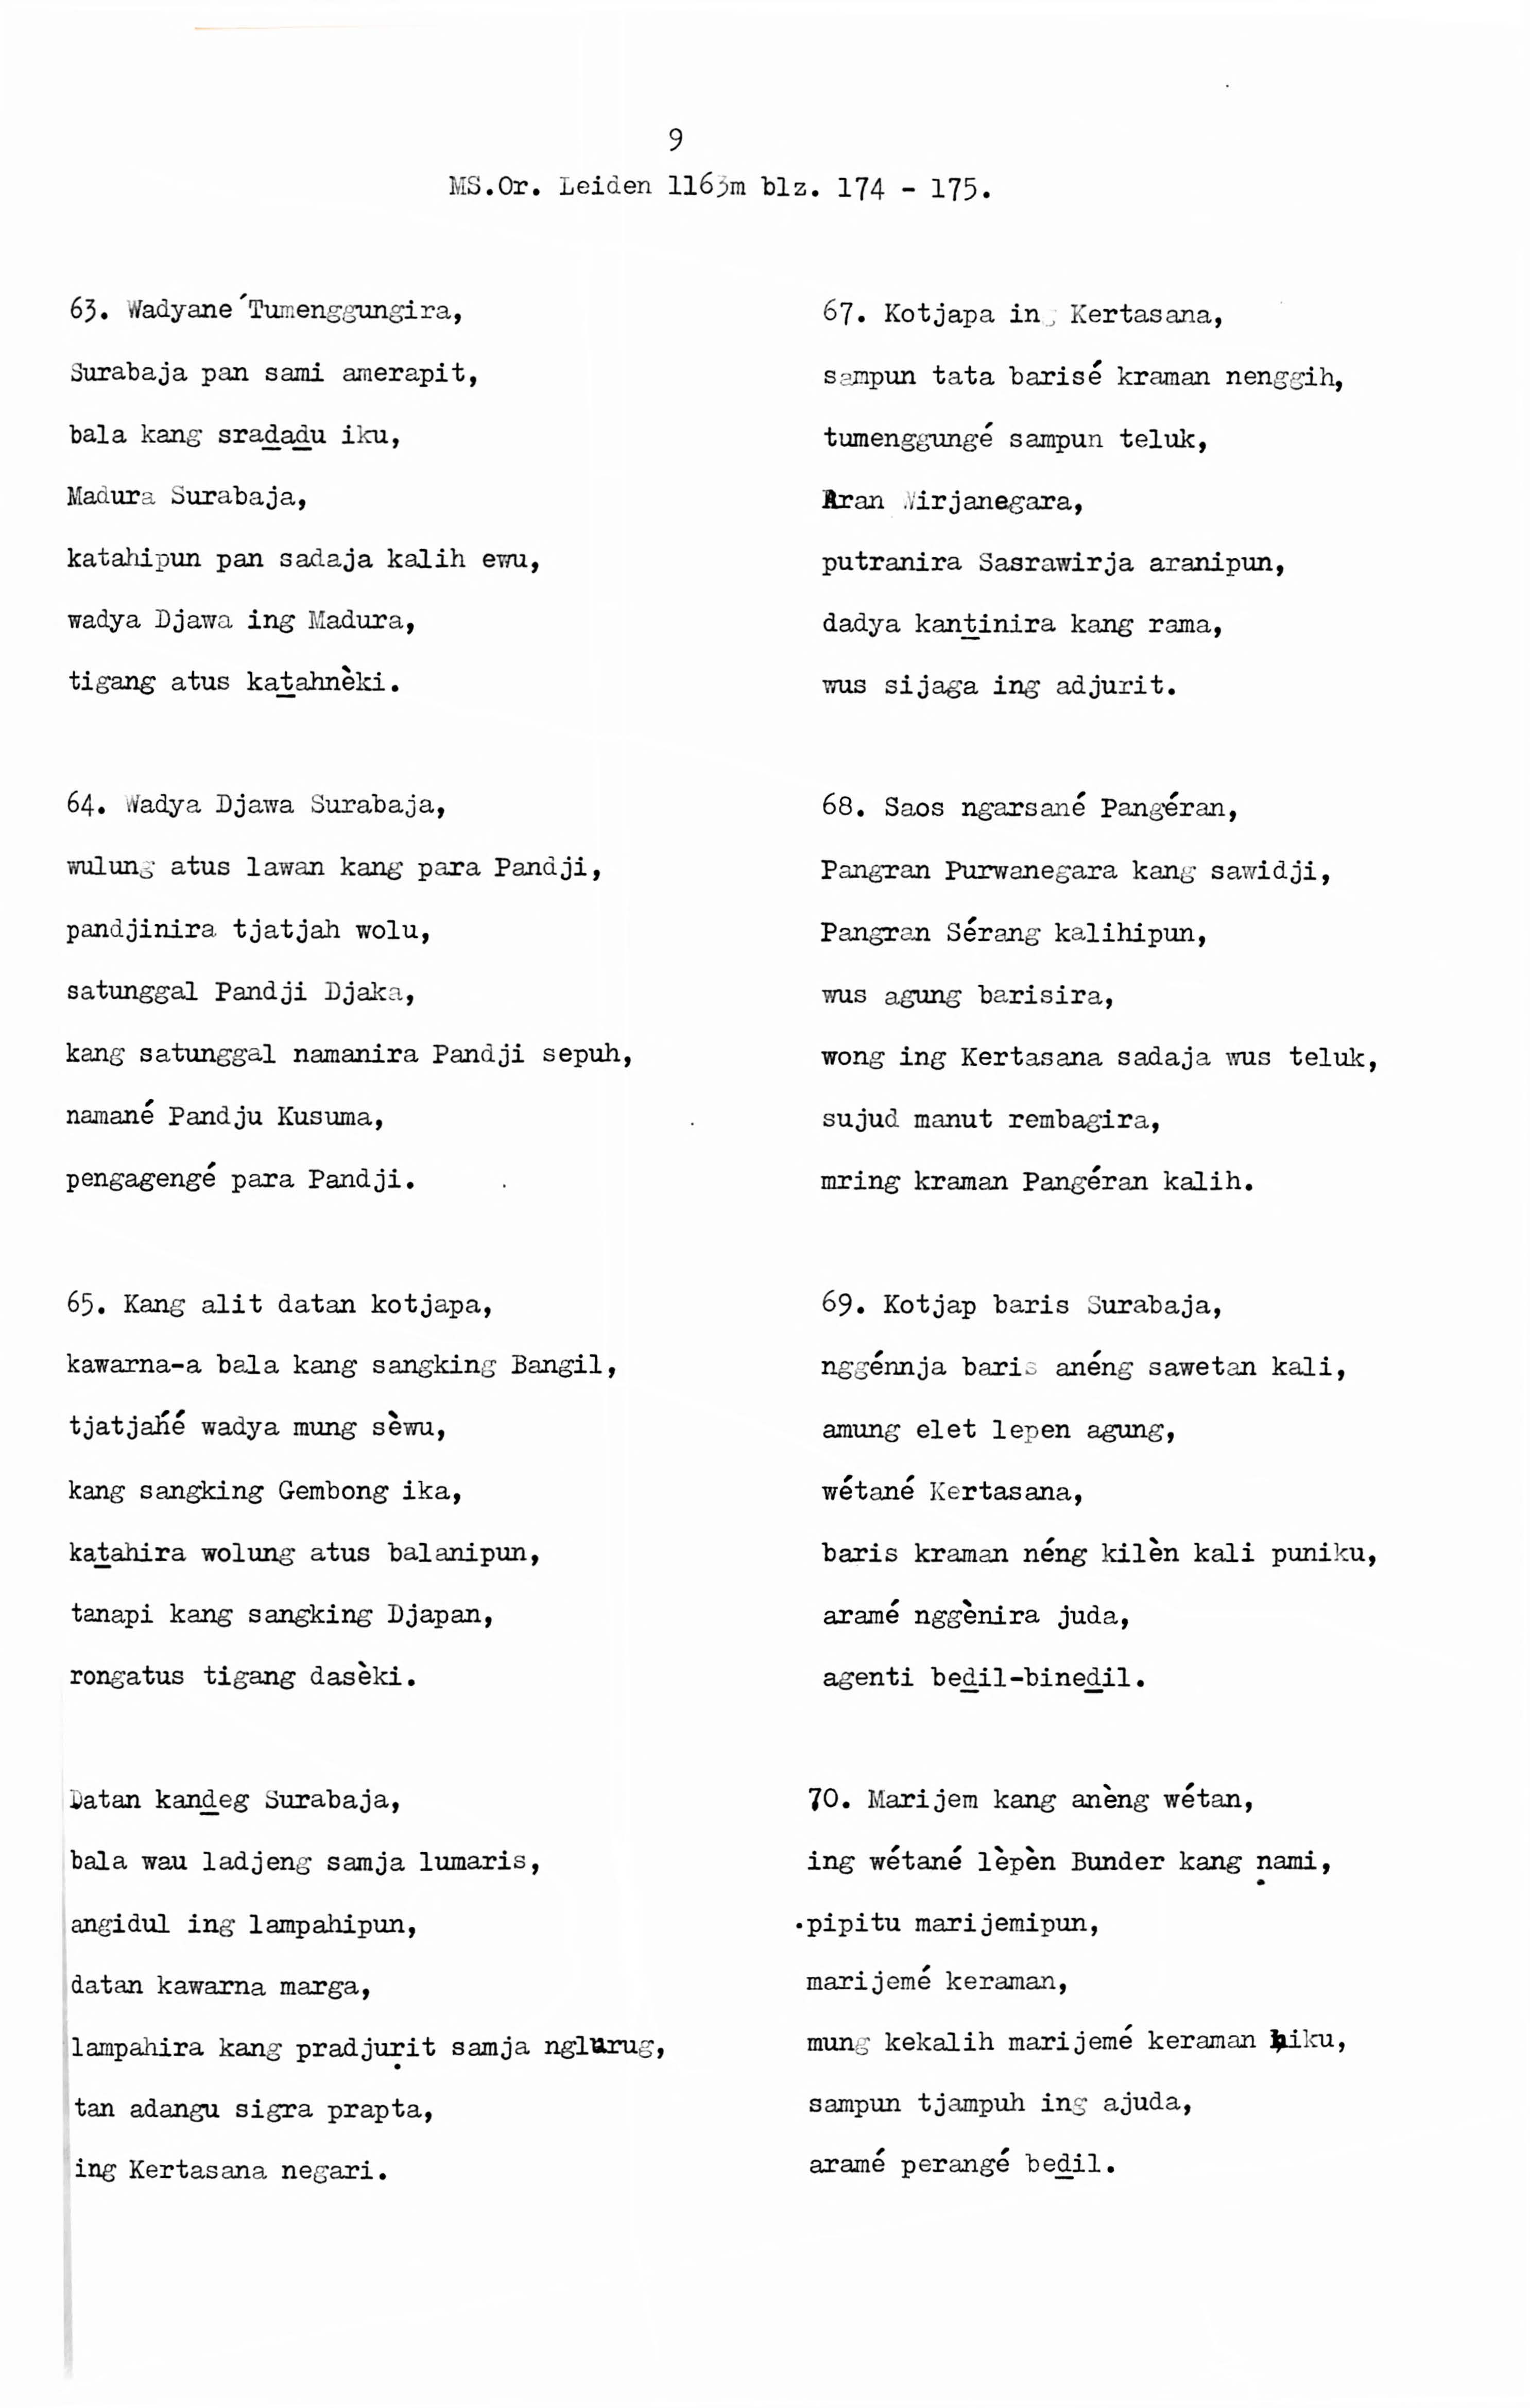 9
MS.Or. Leiden 1163m blz. 174 - 175.
63. Wadyane Tumenggungira,
Surabaja pan sami amerapit,
bala kang sraḏaḏu iku,
Madura Surabaja,
katahipun pan sadaja kalih ewu,
wadya Djawa ing Madura,
tigang atus kaṯahnèki.
64. Wadya Djawa Surabaja,
wulung atus lawan kang para Pandji,
pandjinira tjatjah wolu,
satunggal Pandji Djaka,
kang satunggal namanira Pandji sepuh,
namané Pandju Kusuma,
pengagengé para Pandji.
65. Kang alit datan kotjapa,
kawarna-a bala kang sangking Bangil,
tjatjahé wadya mung sèwu,
kang sangking Gembong ika,
kaṯahira wolung atus balanipun,
tanapi kang sangking Djapan,
rongatus tigang dasèki.
Datan kanḏeg Surabaja,
bala wau ladjeng samja lumaris,
angidul ing lampahipun,
datan kawarna marga,
lampahira kang pradjuṛit samja nglurug,
tan adangu sigra prapta,
ing Kertasana negari.
67. Kotjapa ing Kertasana,
sampun tata barisé kraman nenggih,
tumenggungé sampun teluk,
Aran Wirjanegara,
putranira Sasrawirja aranipun,
dadya kanṯinira kang rama,
wus sijaga ing adjurit.
68. Saos ngarsané Pangéran,
Pangran Purwanegara kang sawidji,
Pangran Sérang kalihipun,
wus agung barisira,
wong ing Kertasana sadaja wus teluk,
sujud manut rembagira,
mring kraman Pangéran kalih.
69. Kotjap baris Surabaja,
nggénnja baris anéng sawetan kali,
amung elet lepen agung,
wétané Kertasana,
baris kraman néng kilèn kali puniku,
aramé nggènira juda,
agenti beḏil-bineḏil.
70. Marijem kang anèng wétan,
ing wétané lèpèn Bunder kang ṇami,
pipitu marijemipun,
marijemé keraman,
mung kekalih marijemé keraman hiku,
sampun tjampuh ing ajuda,
aramé perangé beḏil.